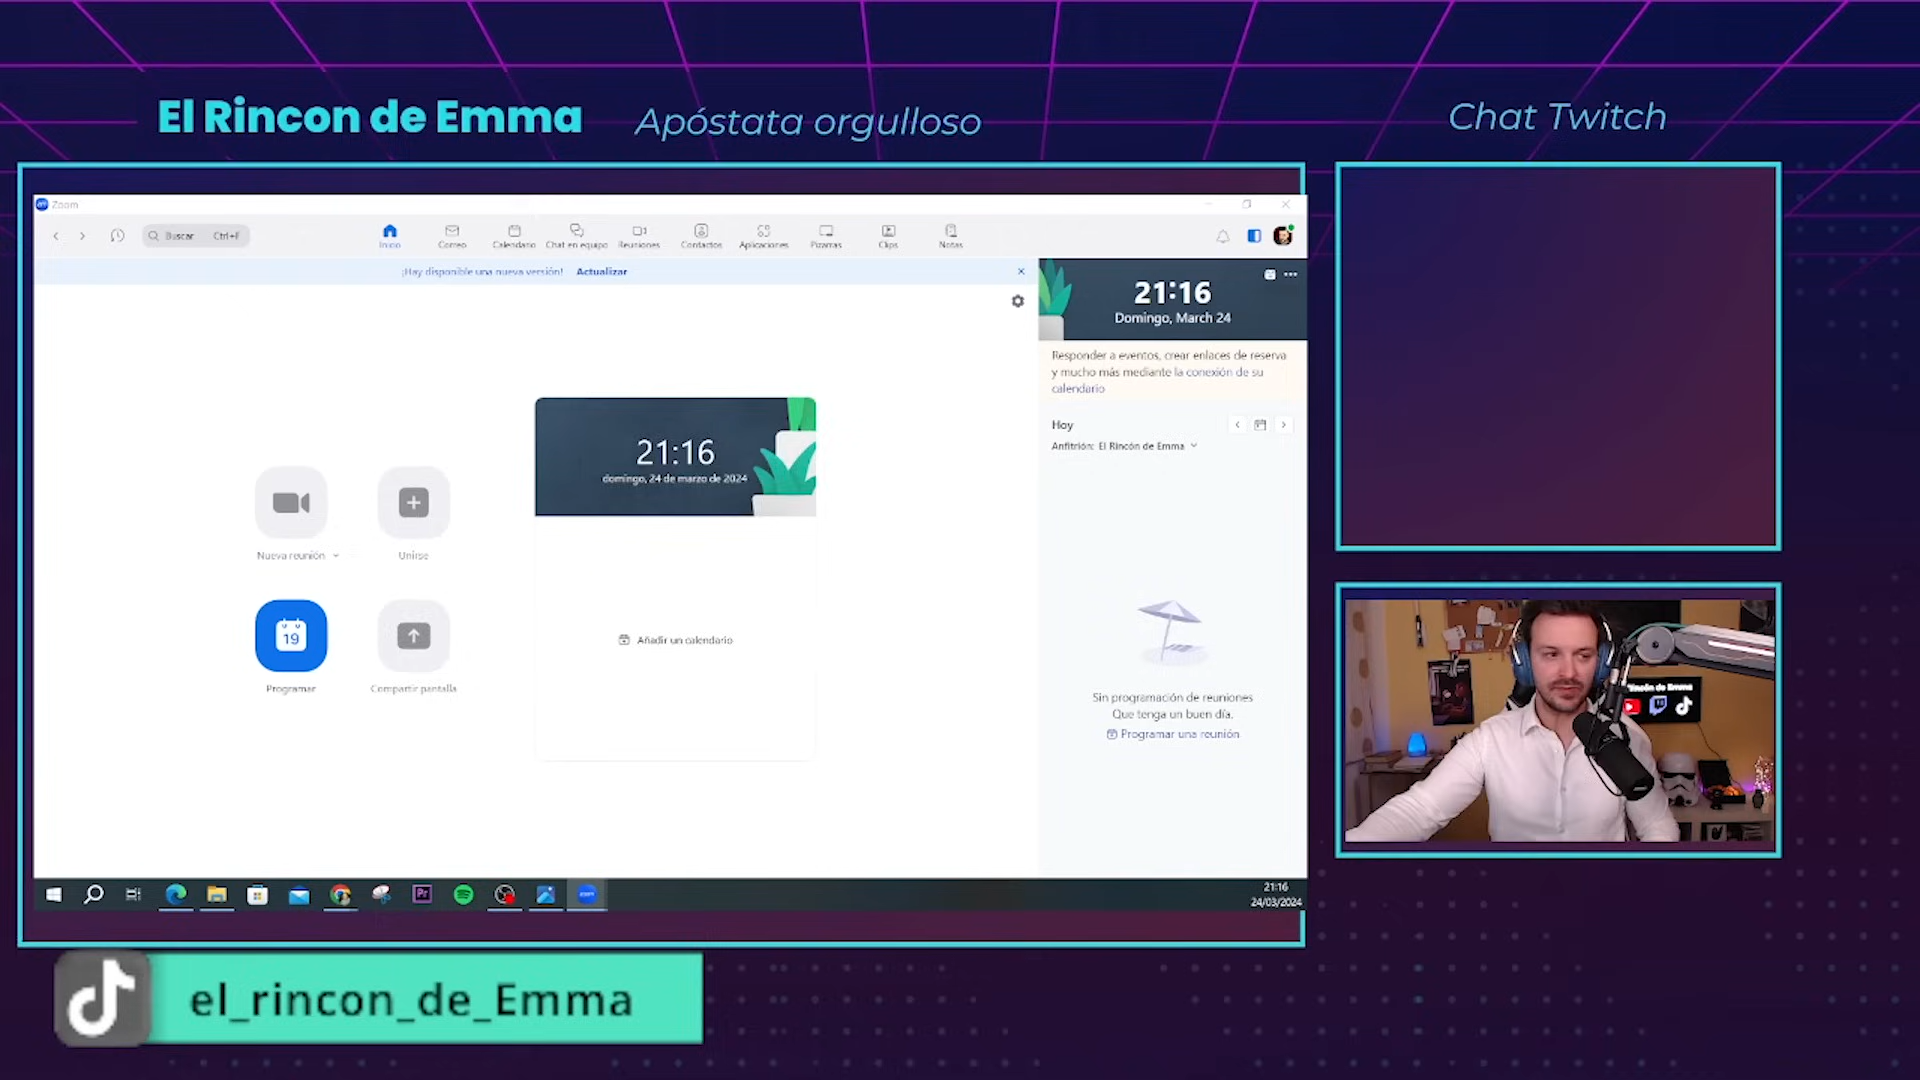 El Rincon de Emma
Apóstata orgulloso
Chat Twitch
Zoom
Buscar
Ctrl+F
Inicio
Correo
Calendario
Chat en equipo
Reuniones
Contactos
Aplicaciones
Pizarras
Clips
Notas
¡Hay disponible una nueva versión! Actualizar
21:16
Domingo, March 24
Responder a eventos, crear enlaces de reserva
y mucho más mediante la conexión de su
calendario
Hoy
Anfitrión: El Rincón de Emma
21:16
domingo, 24 de marzo de 2024
Nueva reunión
Unirse
19
Programar
Compartir pantalla
Añadir un calendario
Sin programación de reuniones
Que tenga un buen día.
Programar una reunión
Rincón de Emma
Pr
21:16
24/03/2024
el_rincon_de_Emma